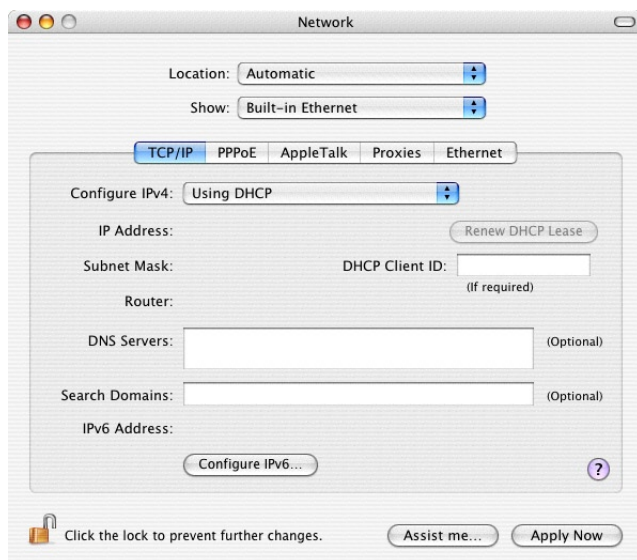 Network
Location: Automatic
Show: Built-in Ethernet
TCP/IP PPPoE AppleTalk Proxies Ethernet
Configure IPv4: Using DHCP
IP Address: Renew DHCP Lease
Subnet Mask: DHCP Client ID:
(If required)
Router:
DNS Servers: (Optional)
Search Domains: (Optional)
IPv6 Address:
Configure IPv6...
?
Click the lock to prevent further changes. Assist me... Apply Now